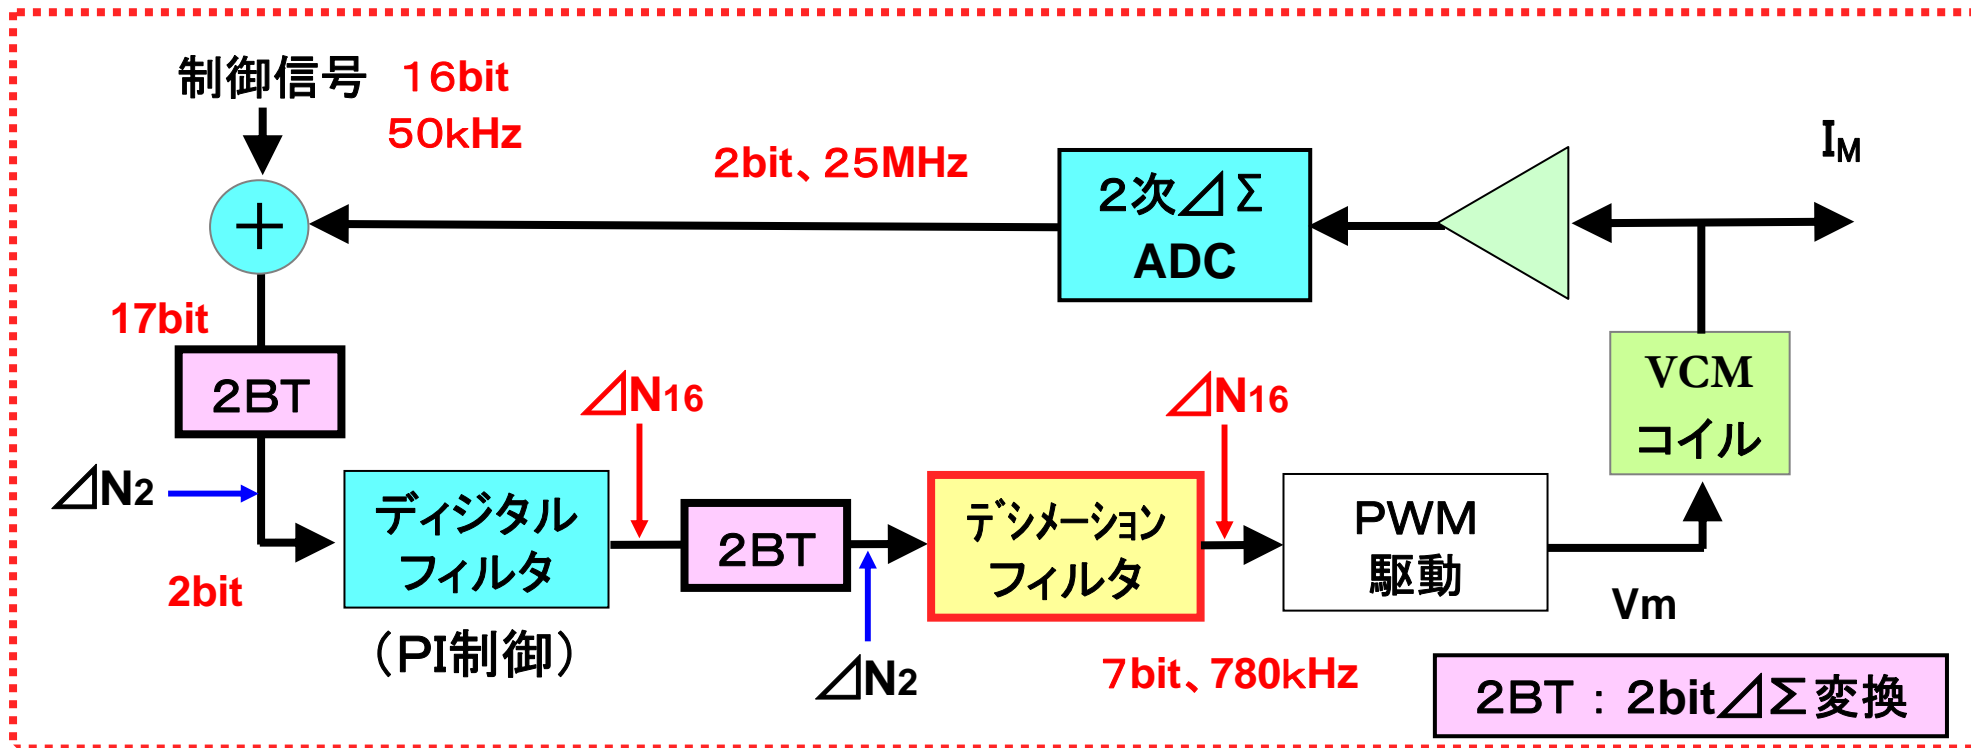 制御信号 16bit
50kHz
2bit、25MHz
2次⊿Σ
ADC
IM
+
17bit
2BT
VCM
コイル
⊿N16
⊿N16
⊿N2
ディジタル
フィルタ
2BT
デシメーション
フィルタ
PWM
駆動
2bit
Vm
（PI制御）
⊿N2
7bit、780kHz
2BT：2bit⊿Σ変換